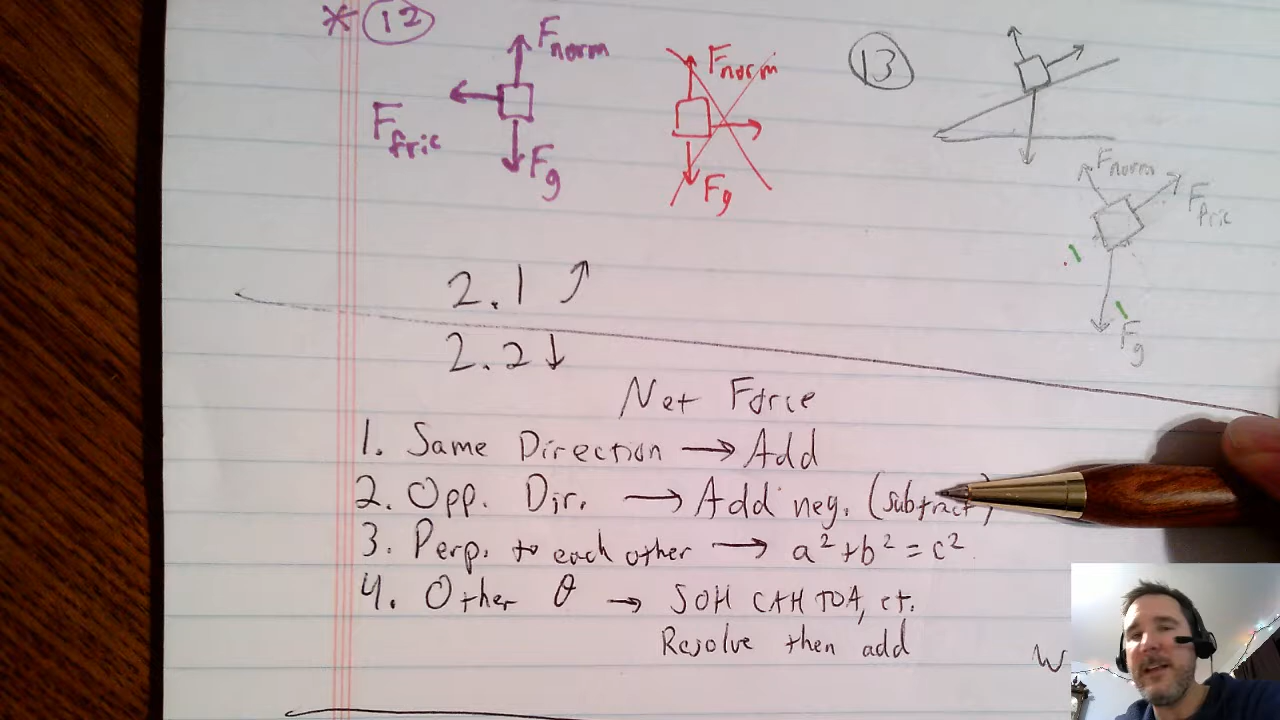 * 12
Fnorm
Ffric
Fg
Fnorm
Fg
13
Fnorm
Ffric
Fg
2.1
2.2
Net Force
1. Same Direction → Add
2. Opp. Dir. → Add neg. (subtract)
3. Perp. to each other → a²+b²=c²
4. Other θ → SOH CAH TOA, et.
Resolve then add
W